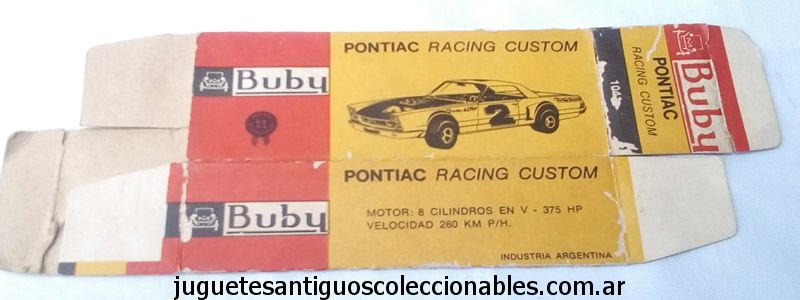 PONTIAC RACING CUSTOM
Buby
2
PONTIAC RACING CUSTOM
Buby
MOTOR: 8 CILINDROS EN V - 375 HP
VELOCIDAD 260 KM P/H.
INDUSTRIA ARGENTINA
Buby
PONTIAC
RACING CUSTOM
juguetesantiguoscoleccionables.com.ar